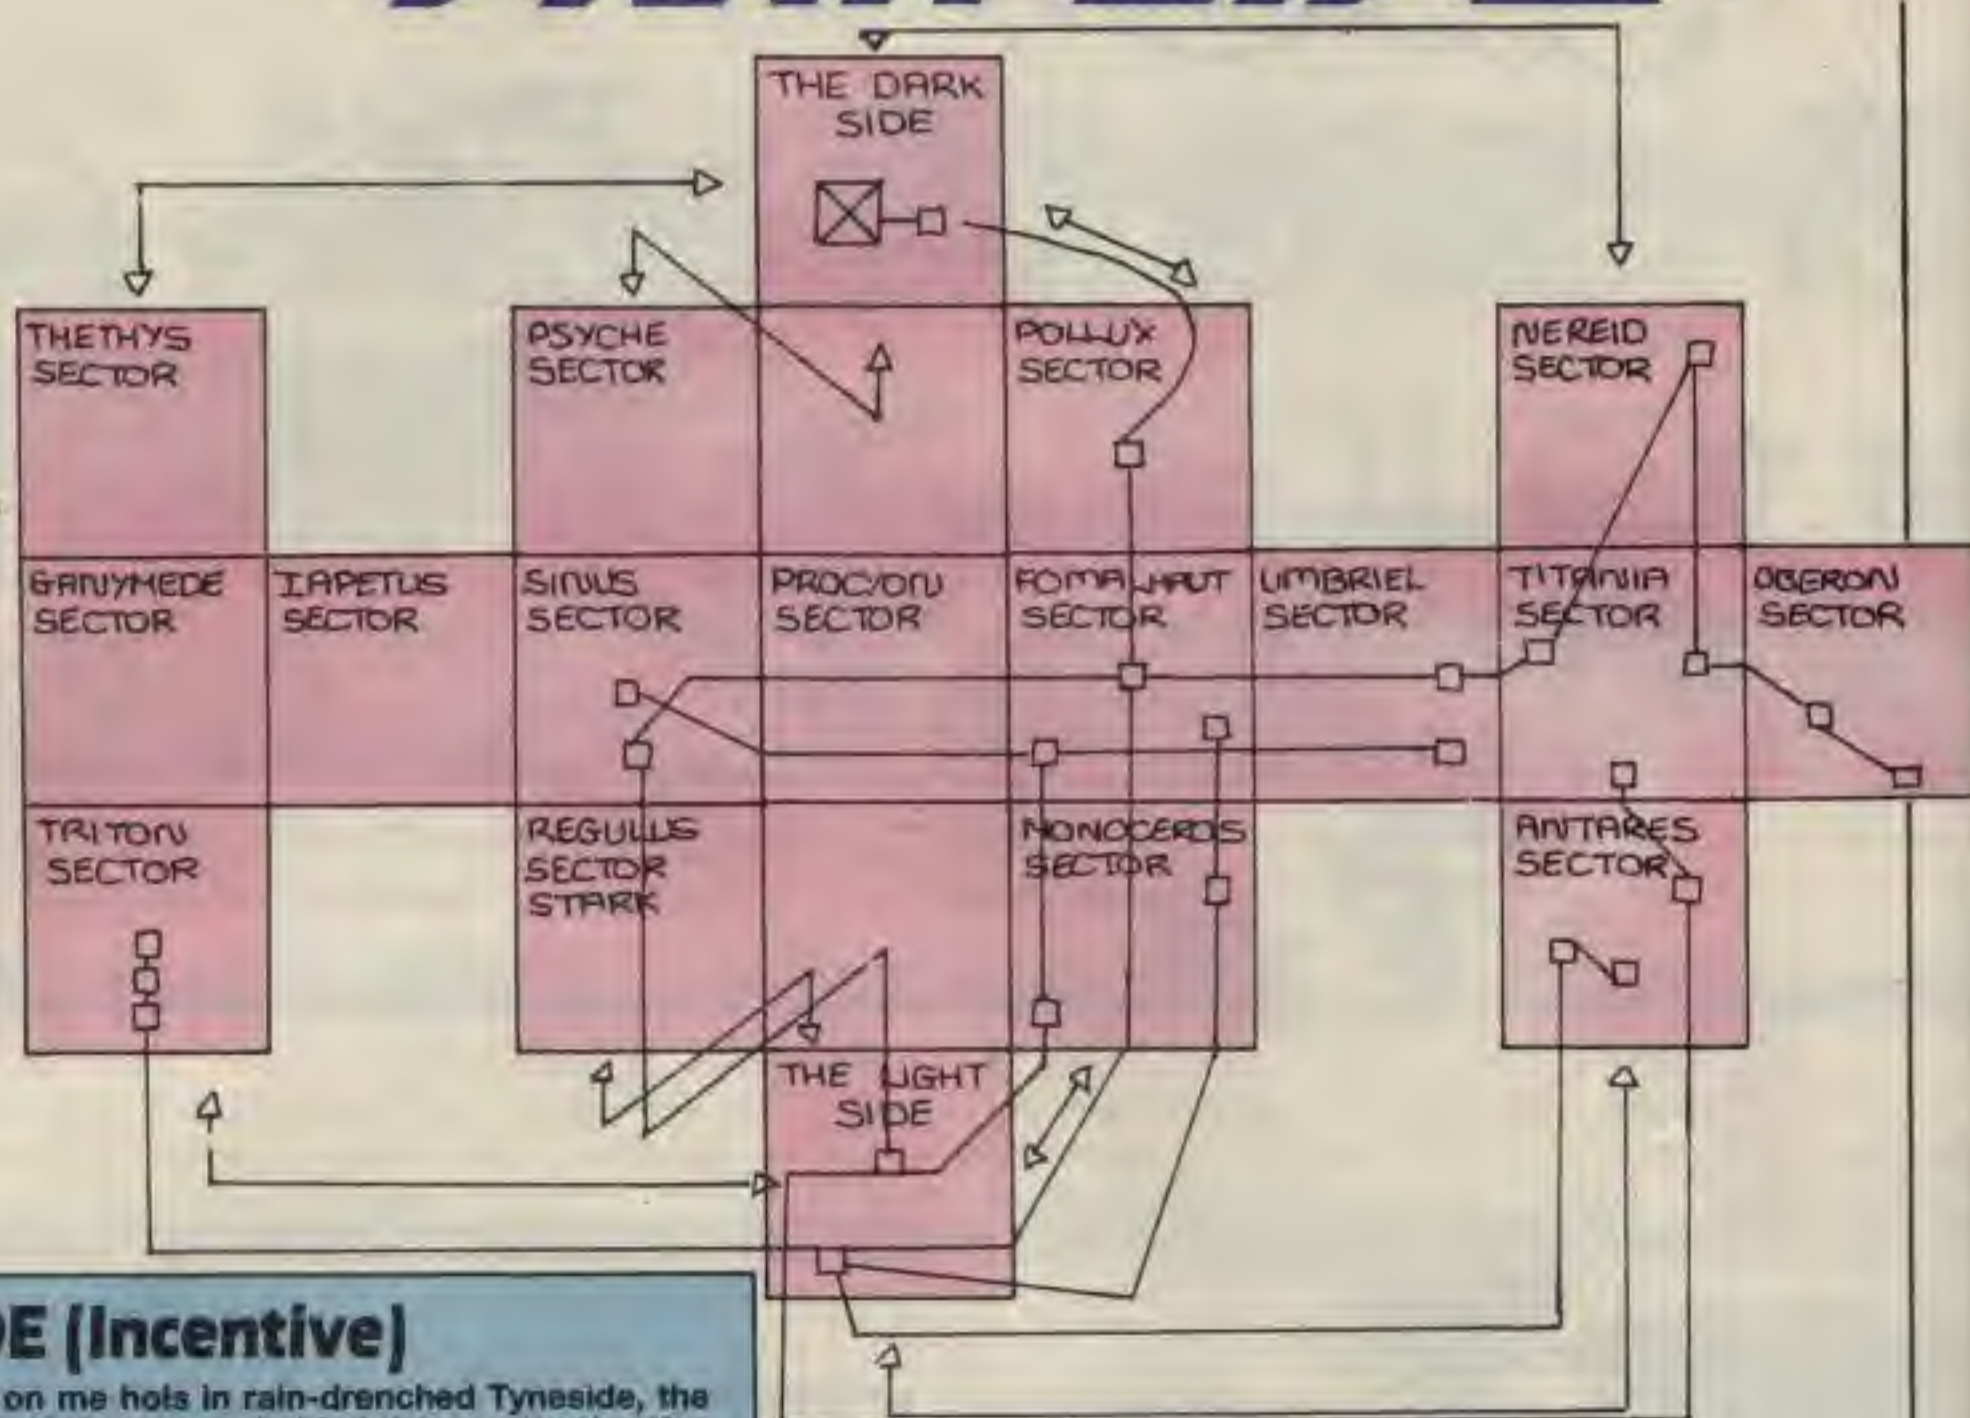 THE DARK
SIDE
THETHYS
SECTOR
PSYCHE
SECTOR
POLLUX
SECTOR
NEREID
SECTOR
GANYMEDE
SECTOR
IAPETUS
SECTOR
SINUS
SECTOR
PROCYON
SECTOR
FOMALHAUT
SECTOR
UMBRIEL
SECTOR
TITANIA
SECTOR
OBERON
SECTOR
TRITON
SECTOR
REGULUS
SECTOR
STARK
MONOCEROS
SECTOR
ANTARES
SECTOR
THE LIGHT
SIDE
DE (Incentive)
on me hols in rain-drenched Tyneside, the